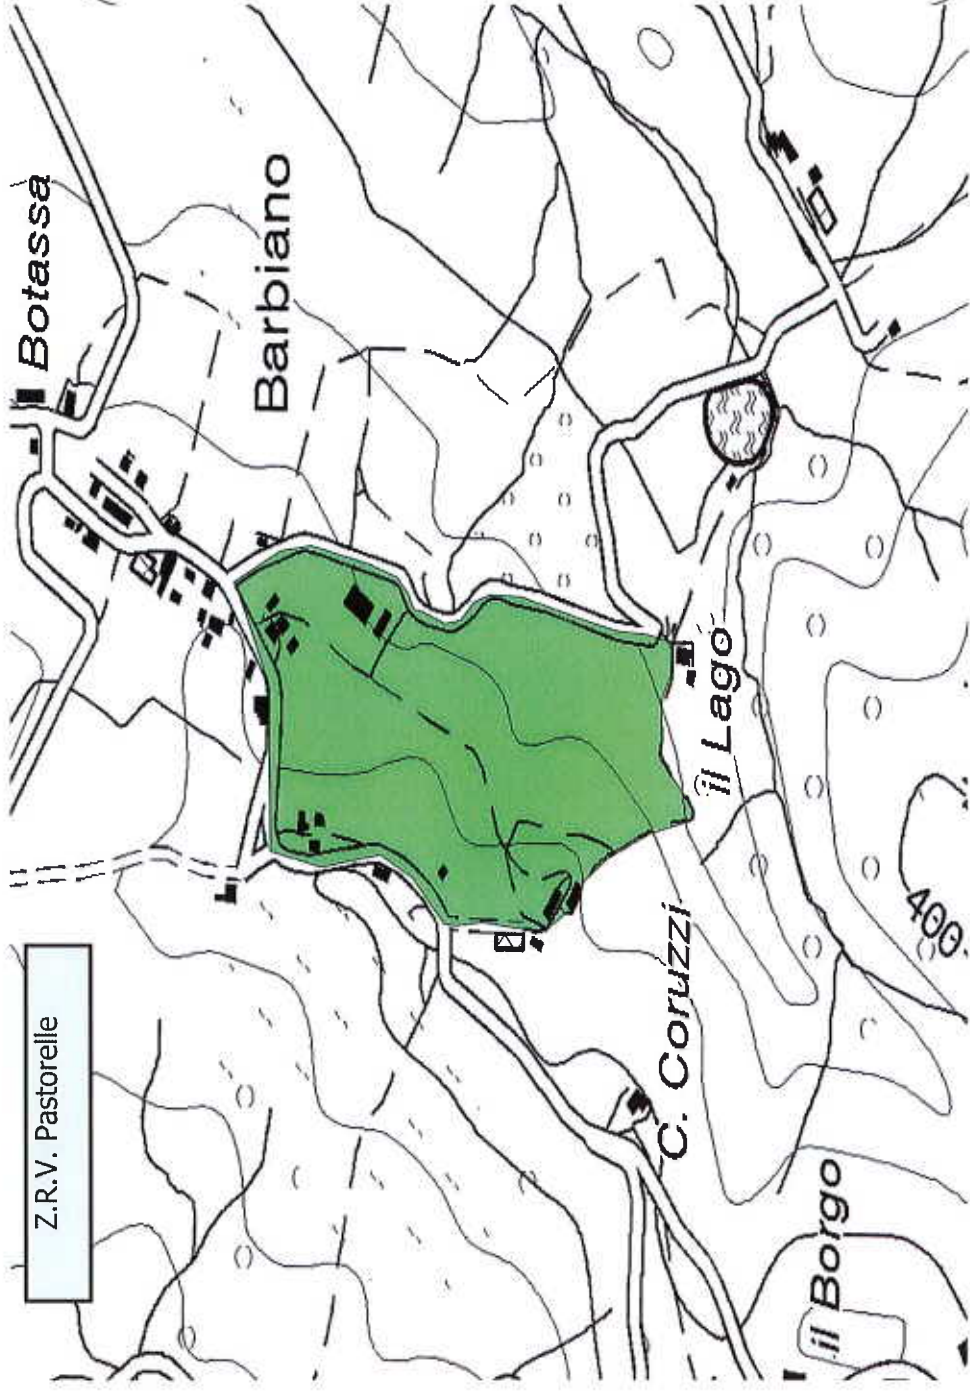 Z.R.V. Pastorelle
Botassa
Barbiano
il Lago
C. Coruzzi
il Borgo
400